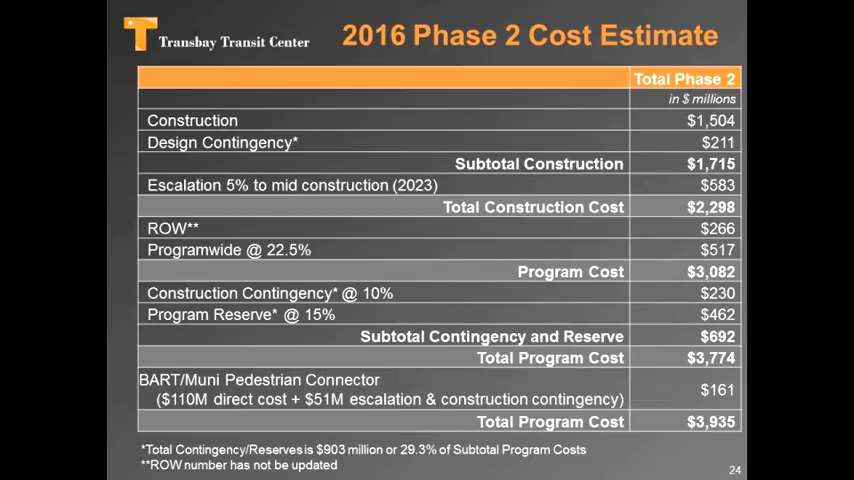 T Transbay Transit Center
2016 Phase 2 Cost Estimate
Total Phase 2
in $ millions
Construction $1,504
Design Contingency* $211
Subtotal Construction $1,715
Escalation 5% to mid construction (2023) $583
Total Construction Cost $2,298
ROW** $266
Programwide @ 22.5% $517
Program Cost $3,082
Construction Contingency* @ 10% $230
Program Reserve* @ 15% $462
Subtotal Contingency and Reserve $692
Total Program Cost $3,774
BART/Muni Pedestrian Connector
($110M direct cost + $51M escalation & construction contingency) $161
Total Program Cost $3,935
*Total Contingency/Reserves is $903 million or 29.3% of Subtotal Program Costs
**ROW number has not be updated
24